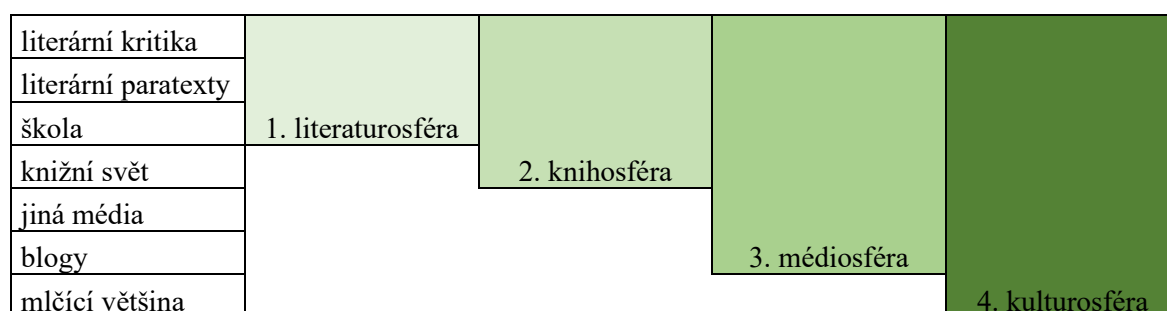 literární kritika
literární paratexty
škola 1. literaturosféra
knižní svět 2. knihosféra
jiná média
blogy 3. médiosféra
mlčící většina 4. kulturosféra